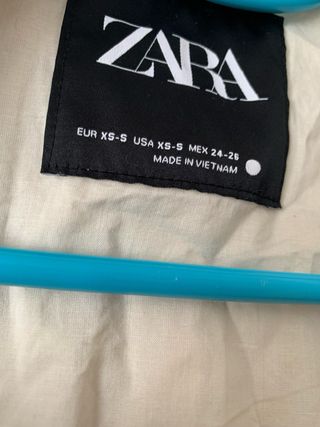 ZARA
EUR XS-S USA XS-S MEX 24-26
MADE IN VIETNAM